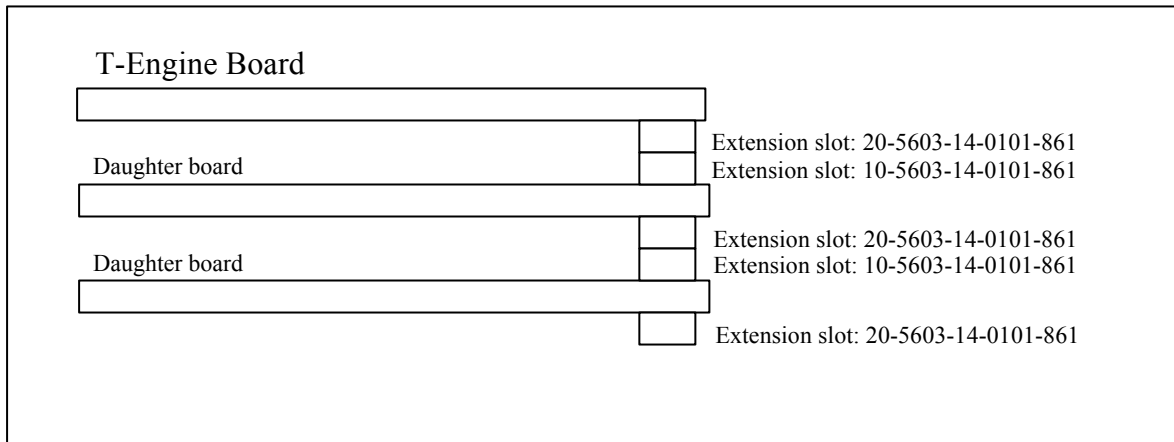 T-Engine Board
Extension slot: 20-5603-14-0101-861
Daughter board
Extension slot: 10-5603-14-0101-861
Extension slot: 20-5603-14-0101-861
Daughter board
Extension slot: 10-5603-14-0101-861
Extension slot: 20-5603-14-0101-861